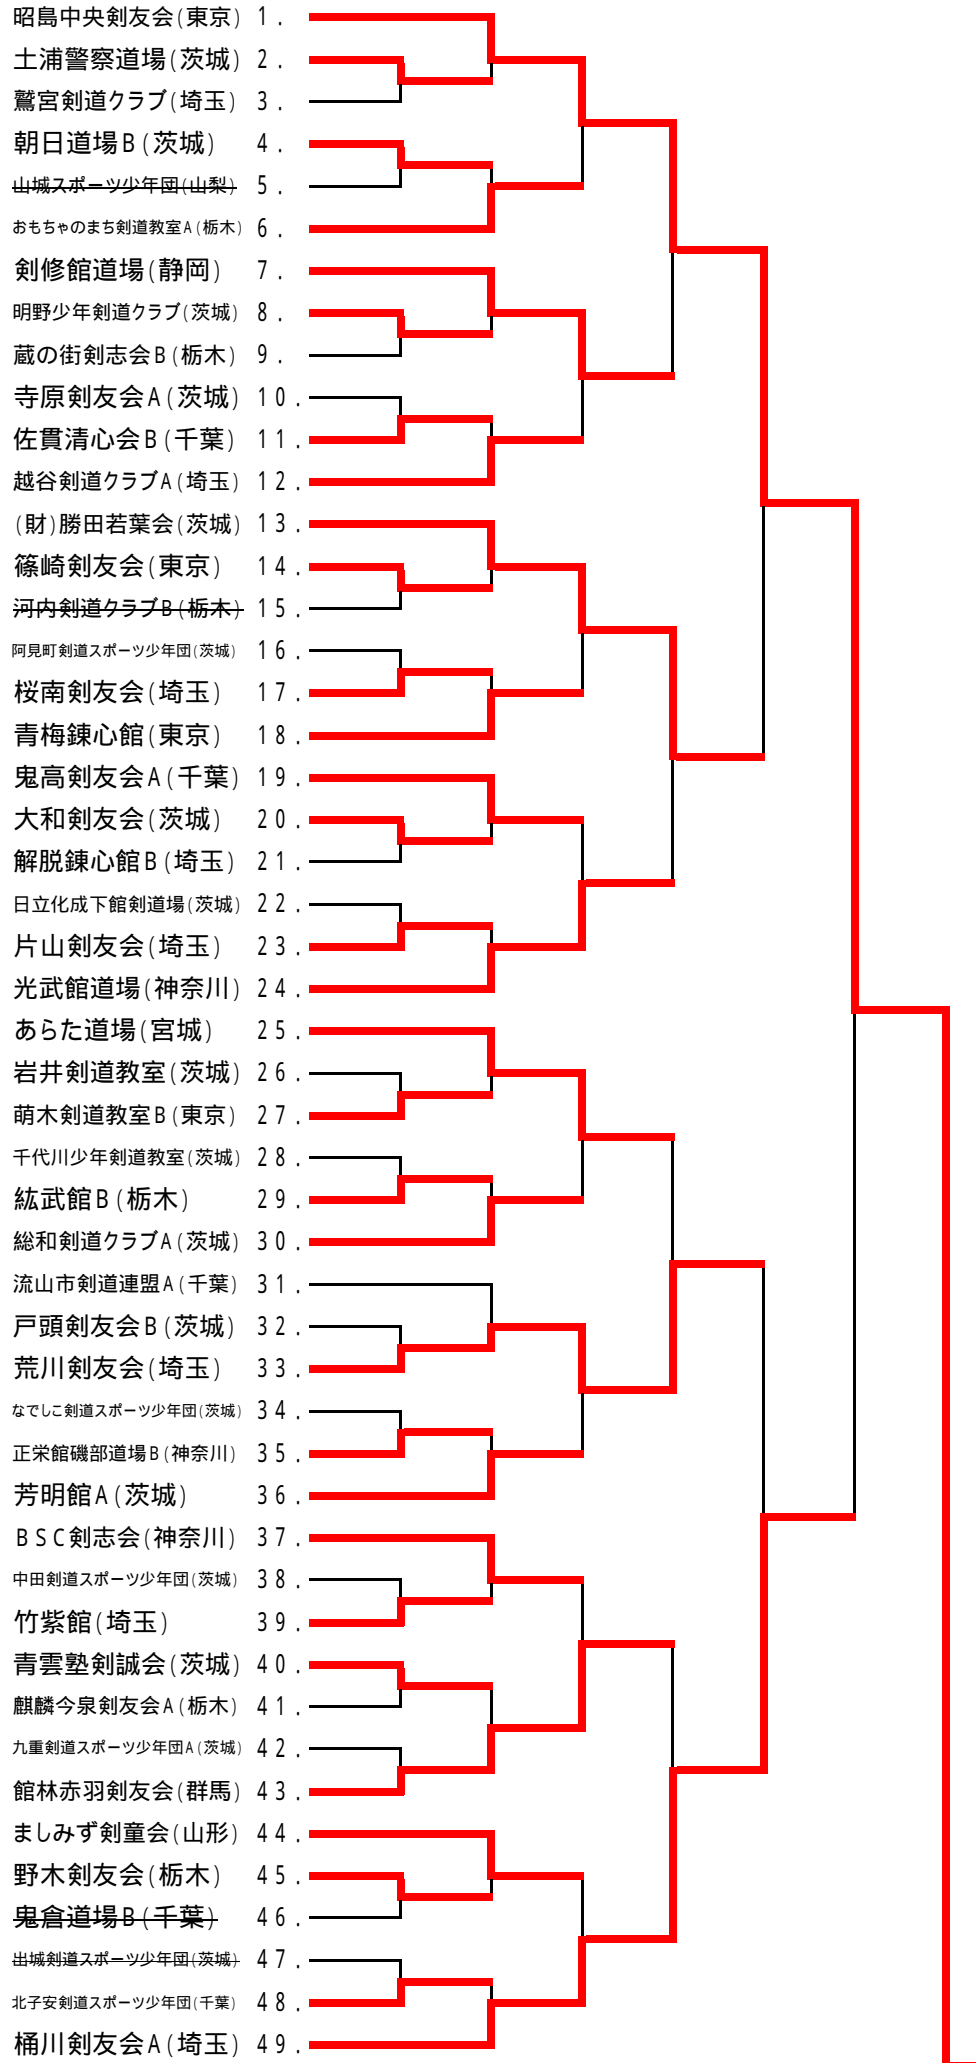 昭島中央剣友会(東京) 1.
土浦警察道場(茨城) 2.
鷲宮剣道クラブ(埼玉) 3.
朝日道場B(茨城) 4.
山城スポーツ少年団(山梨) 5.
おもちゃのまち剣道教室A(栃木) 6.
剣修館道場(静岡) 7.
明野少年剣道クラブ(茨城) 8.
蔵の街剣志会B(栃木) 9.
寺原剣友会A(茨城) 10.
佐貫清心会B(千葉) 11.
越谷剣道クラブA(埼玉) 12.
(財)勝田若葉会(茨城) 13.
篠崎剣友会(東京) 14.
河内剣道クラブB(栃木) 15.
阿見町剣道スポーツ少年団(茨城) 16.
桜南剣友会(埼玉) 17.
青梅錬心館(東京) 18.
鬼高剣友会A(千葉) 19.
大和剣友会(茨城) 20.
解脱錬心館B(埼玉) 21.
日立化成下館剣道場(茨城) 22.
片山剣友会(埼玉) 23.
光武館道場(神奈川) 24.
あらた道場(宮城) 25.
岩井剣道教室(茨城) 26.
萌木剣道教室B(東京) 27.
千代川少年剣道教室(茨城) 28.
紘武館B(栃木) 29.
総和剣道クラブA(茨城) 30.
流山市剣道連盟A(千葉) 31.
戸頭剣友会B(茨城) 32.
荒川剣友会(埼玉) 33.
なでしこ剣道スポーツ少年団(茨城) 34.
正栄館磯部道場B(神奈川) 35.
芳明館A(茨城) 36.
BSC剣志会(神奈川) 37.
中田剣道スポーツ少年団(茨城) 38.
竹紫館(埼玉) 39.
青雲塾剣誠会(茨城) 40.
麒麟今泉剣友会A(栃木) 41.
九重剣道スポーツ少年団A(茨城) 42.
館林赤羽剣友会(群馬) 43.
ましみず剣童会(山形) 44.
野木剣友会(栃木) 45.
鬼倉道場B(千葉) 46.
出城剣道スポーツ少年団(茨城) 47.
北子安剣道スポーツ少年団(千葉) 48.
桶川剣友会A(埼玉) 49.